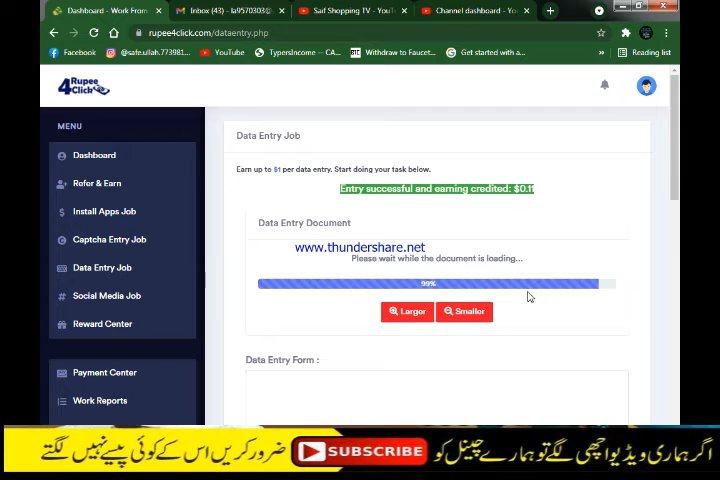 Dashboard - Work From
Inbox (43) - la9570303@
Saif Shopping TV - YouT
Channel dashboard - You
rupee4click.com/dataentry.php
Facebook
@safe.ullah.773981...
YouTube
TypersIncome -- CA...
Withdraw to Faucet...
Get started with a...
»
Reading list
4Rupee
Click
MENU
Dashboard
Refer & Earn
Install Apps Job
Captcha Entry Job
Data Entry Job
Social Media Job
Reward Center
Payment Center
Work Reports
Data Entry Job
Earn up to $1 per data entry. Start doing your task below.
Entry successful and earning credited: $0.11
Data Entry Document
www.thundershare.net
Please wait while the document is loading...
99%
Larger
Smaller
Data Entry Form :
اگر ہماری ویڈیو اچھی لگے تو ہمارے چینل کو SUBSCRIBE ضرور کریں اس کے کوئی پیسے نہیں لگتے